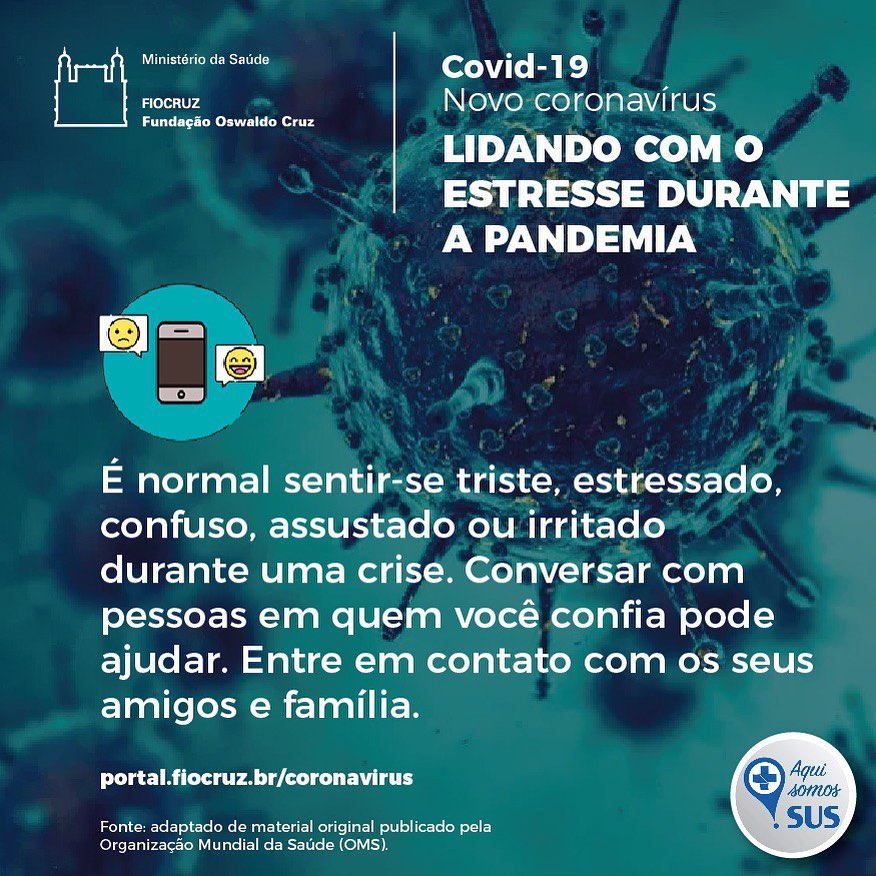 Ministério da Saúde
FIOCRUZ
Fundação Oswaldo Cruz
Covid-19
Novo coronavírus
LIDANDO COM O
ESTRESSE DURANTE
A PANDEMIA
É normal sentir-se triste, estressado,
confuso, assustado ou irritado
durante uma crise. Conversar com
pessoas em quem você confia pode
ajudar. Entre em contato com os seus
amigos e família.
portal.fiocruz.br/coronavirus
Fonte: adaptado de material original publicado pela
Organização Mundial da Saúde (OMS).
Aqui
somos
SUS